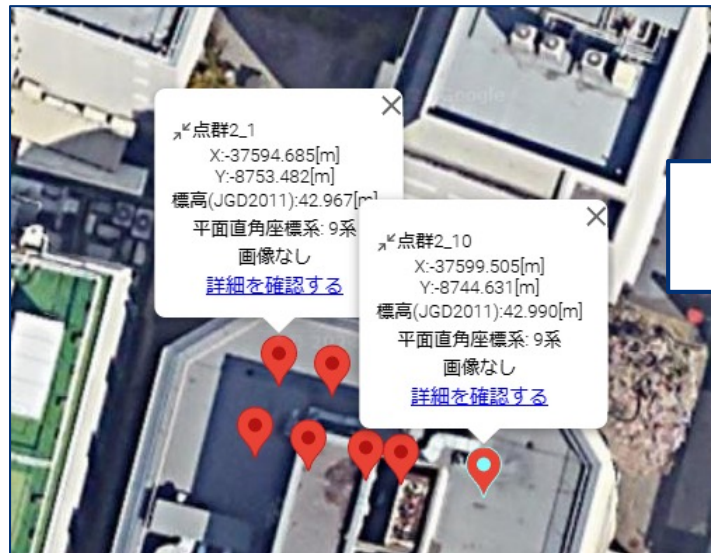 点群2_1
X:-37594.685[m]
Y:-8753.482[m]
標高(JGD2011):42.967[m]
平面直角座標系: 9系
画像なし
詳細を確認する
点群2_10
X:-37599.505[m]
Y:-8744.631[m]
標高(JGD2011):42.990[m]
平面直角座標系: 9系
画像なし
詳細を確認する
Google